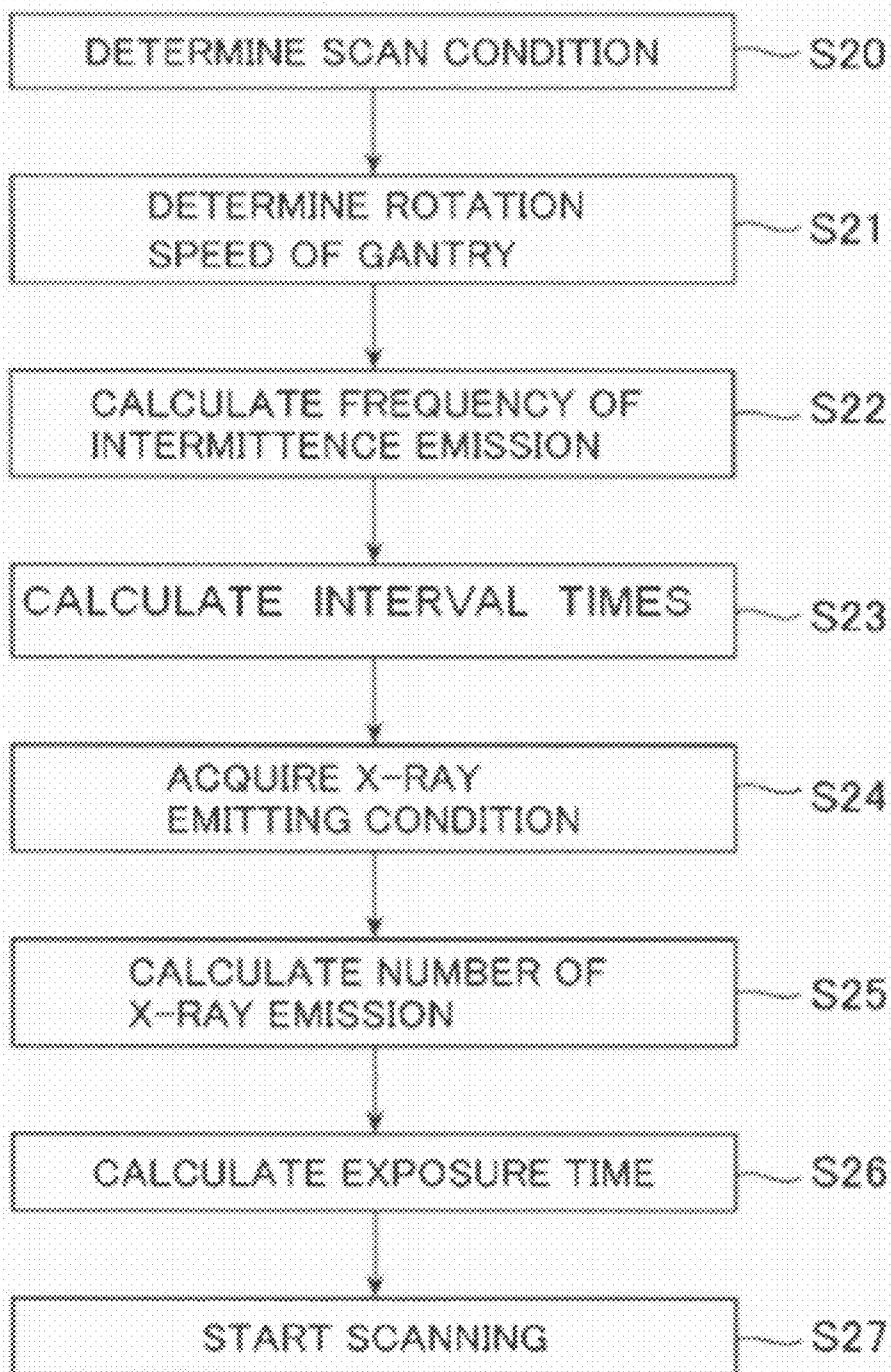 DETERMINE SCAN CONDITION
S20
DETERMINE ROTATION
SPEED OF GANTRY
S21
CALCULATE FREQUENCY OF
INTERMITTENCE EMISSION
S22
CALCULATE INTERVAL TIMES
S23
ACQUIRE X-RAY
EMITTING CONDITION
S24
CALCULATE NUMBER OF
X-RAY EMISSION
S25
CALCULATE EXPOSURE TIME
S26
START SCANNING
S27